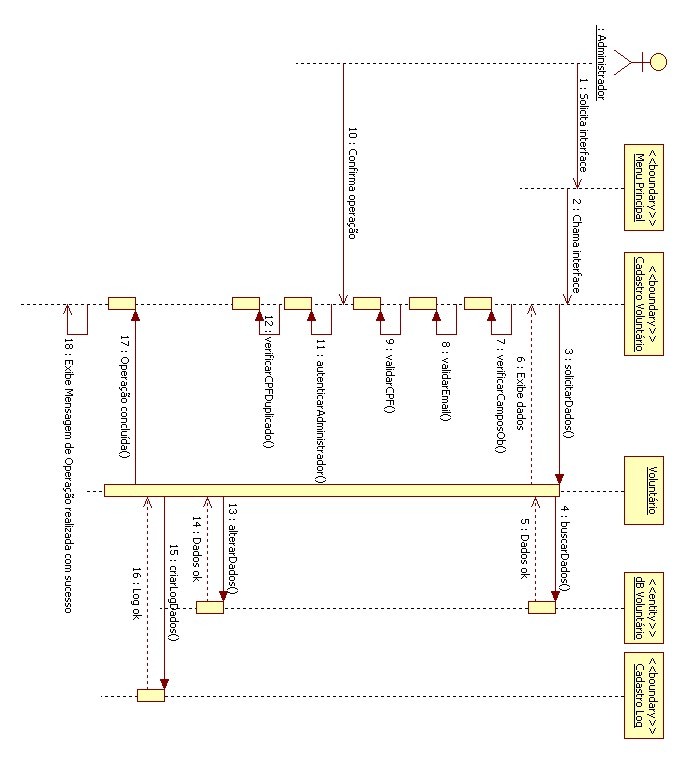 : Administrador
<<boundary>>
Menu Principal
<<boundary>>
Cadastro Voluntário
Voluntário
<<entity>>
dB Voluntário
<<boundary>>
Cadastro Log
1 : Solicita interface
2 : Chama interface
3 : solicitarDados()
4 : buscarDados()
5 : Dados ok
6 : Exibe dados
7 : verificarCamposOb()
8 : validarEmail()
9 : validarCPF()
10 : Confirma operação
11 : autenticarAdministrador()
12 : verificarCPFDuplicado()
13 : alterarDados()
14 : Dados ok
15 : criarLogDados()
16 : Log ok
17 : Operação concluída()
18 : Exibe Mensagem de Operação realizada com sucesso